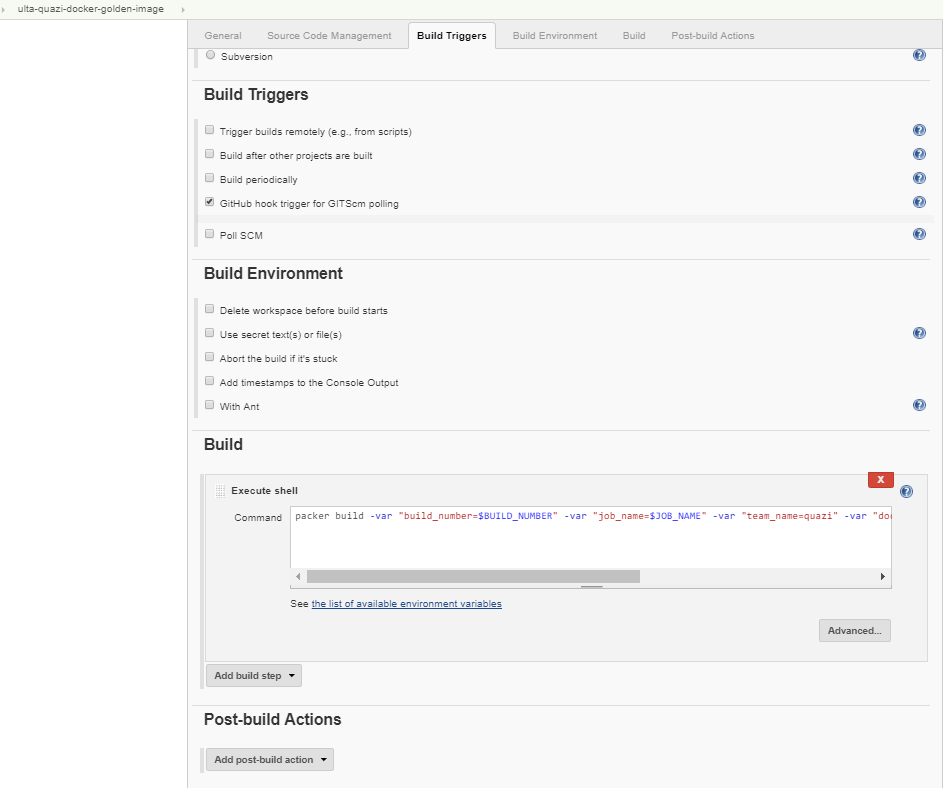 ulta-quazi-docker-golden-image
General Source Code Management Build Triggers Build Environment Build Post-build Actions
Subversion
Build Triggers
Trigger builds remotely (e.g., from scripts)
Build after other projects are built
Build periodically
GitHub hook trigger for GITScm polling
Poll SCM
Build Environment
Delete workspace before build starts
Use secret text(s) or file(s)
Abort the build if it's stuck
Add timestamps to the Console Output
With Ant
Build
X
Execute shell
Command packer build -var "build_number=$BUILD_NUMBER" -var "job_name=$JOB_NAME" -var "team_name=quazi" -var
See the list of available environment variables
Advanced...
Add build step
Post-build Actions
Add post-build action